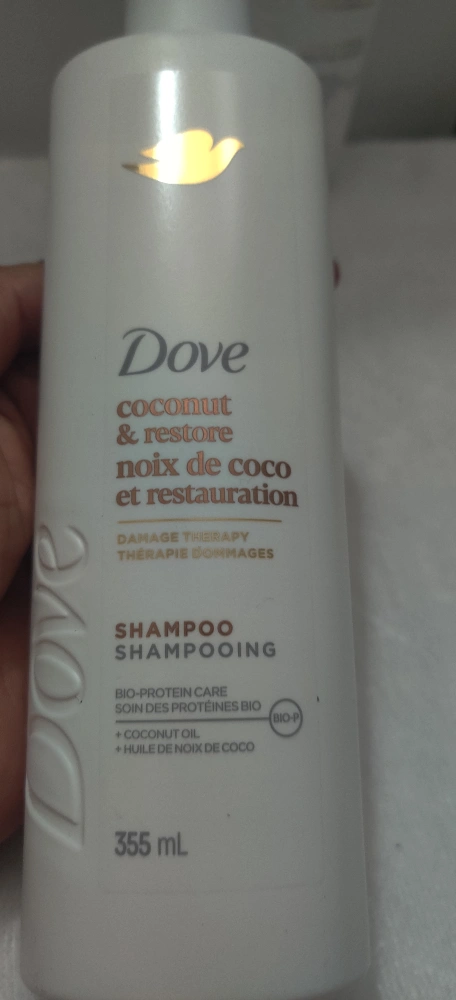 Dove
coconut
& restore
noix de coco
et restauration
DAMAGE THERAPY
THÉRAPIE DOMMAGES
SHAMPOO
SHAMPOOING
BIO-PROTEIN CARE
SOIN DES PROTÉINES BIO
BIO-P
+ COCONUT OIL
+ HUILE DE NOIX DE COCO
355 mL
Dove